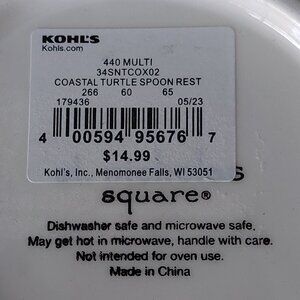 KOHL'S
Kohls.com
440 MULTI
34SNTCOX02
COASTAL TURTLE SPOON REST
266 60 65
179436 05/23
4 00594 95676 7
$14.99
Kohl's, Inc., Menomonee Falls, WI 53051
s
square®
Dishwasher safe and microwave safe.
May get hot in microwave, handle with care.
Not intended for oven use.
Made in China